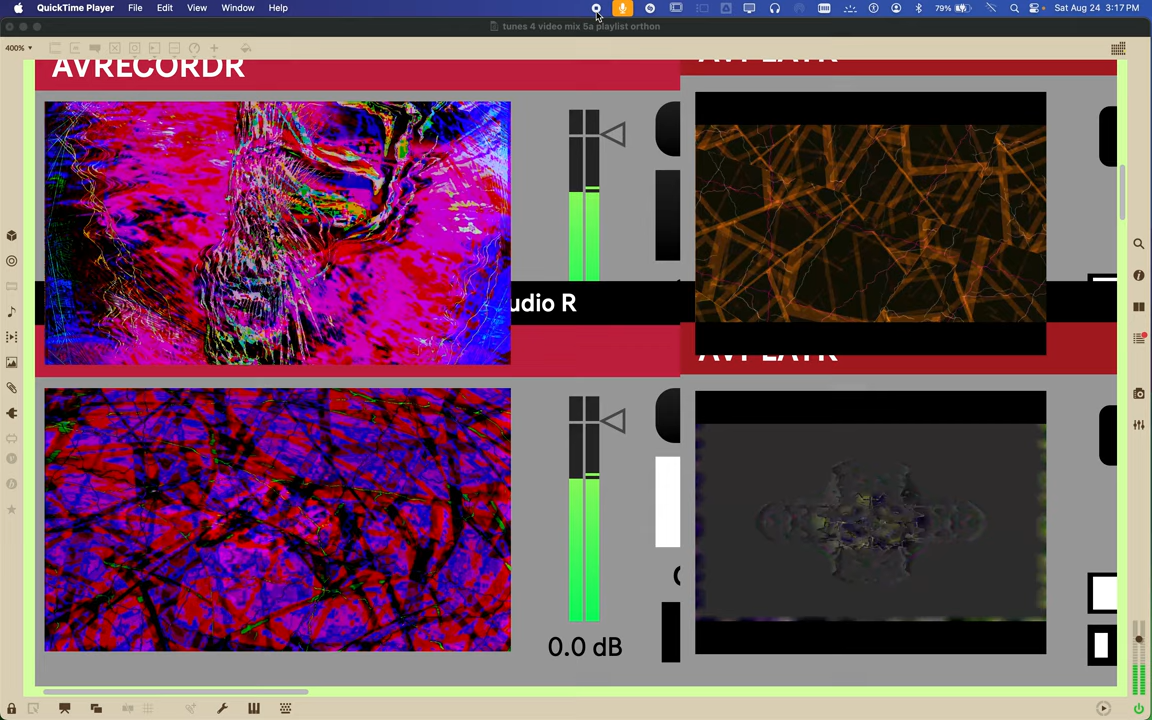 QuickTime Player File Edit View Window Help 79% Sat Aug 24 3:17 PM
tunes 4 video mix 5a playlist orthon
400%
AVRECORDR
udio R
0.0 dB